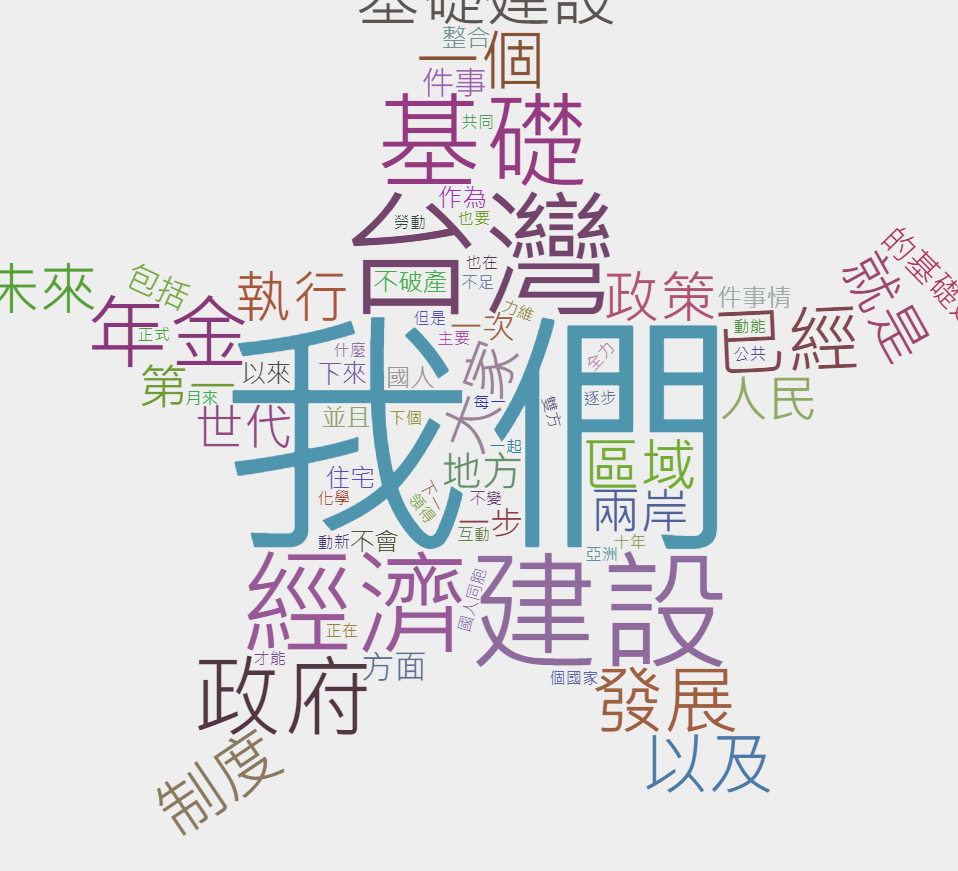 基礎建設
整合
一個
件事
基礎
共同
作為
台灣
勞動
也要
的基礎
就是
未來
包括
執行
不破產
也在
不足
政策
件事情
年金
正式
但是
一次
力維
主要
已經
動能
公共
什麼
全力
第一
月來
以來
下來
國人
大家
每一
雙方
逐步
人民
世代
並且
下個
我們
一起
區域
住宅
地方
化學
下一
領得
不變
兩岸
一步
互動
動新
不會
十年
亞洲
經濟
國人同胞
建設
正在
才能
方面
政府
個國家
發展
制度
以及